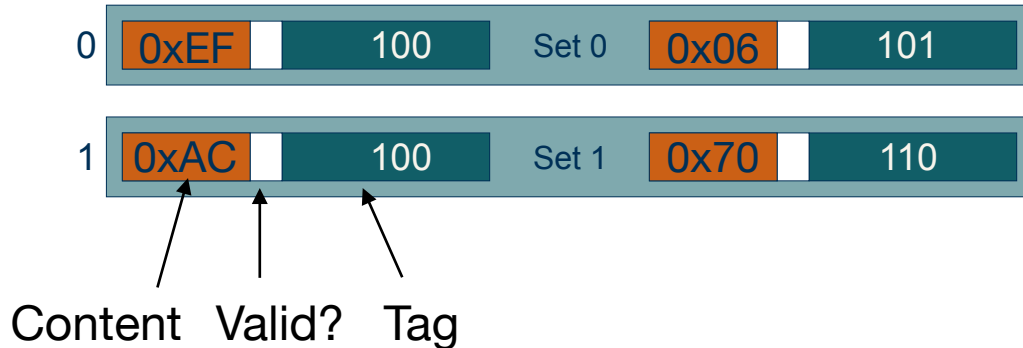 0 0xEF 100 Set 0 0x06 101
1 0xAC 100 Set 1 0x70 110
Content Valid? Tag